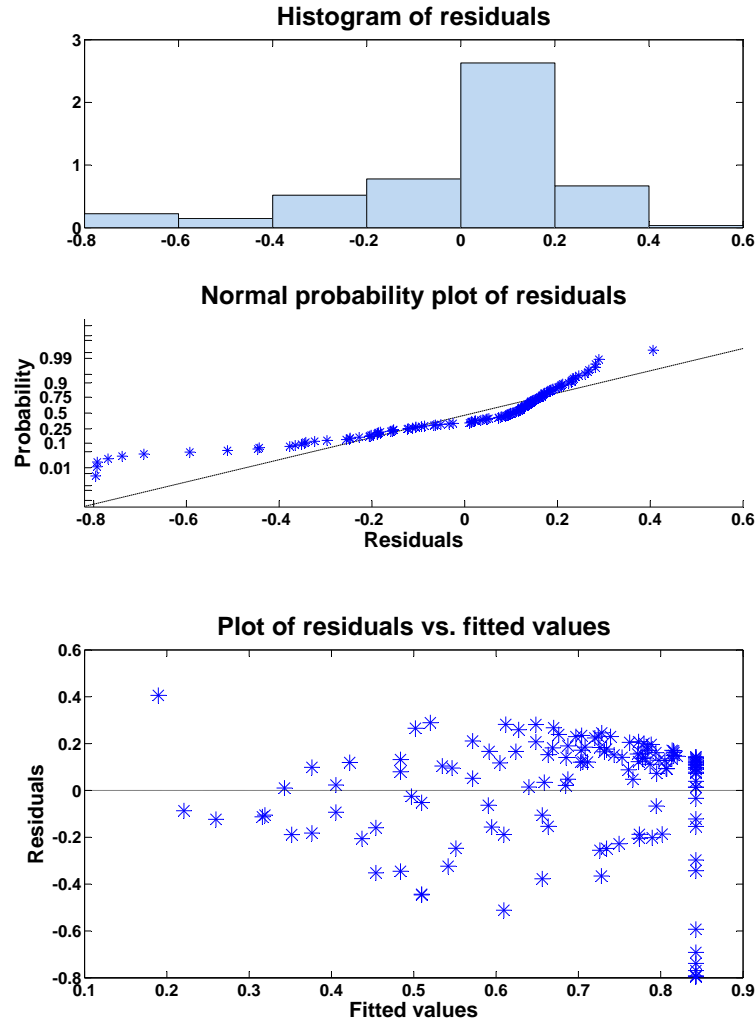 Histogram of residuals
3
2
1
0
-0.8 -0.6 -0.4 -0.2 0 0.2 0.4 0.6
Normal probability plot of residuals
Probability
0.99
0.9
0.75
0.5
0.25
0.1
0.01
-0.8 -0.6 -0.4 -0.2 0 0.2 0.4 0.6
Residuals
Plot of residuals vs. fitted values
Residuals
0.6
0.4
0.2
0
-0.2
-0.4
-0.6
-0.8
0.1 0.2 0.3 0.4 0.5 0.6 0.7 0.8 0.9
Fitted values